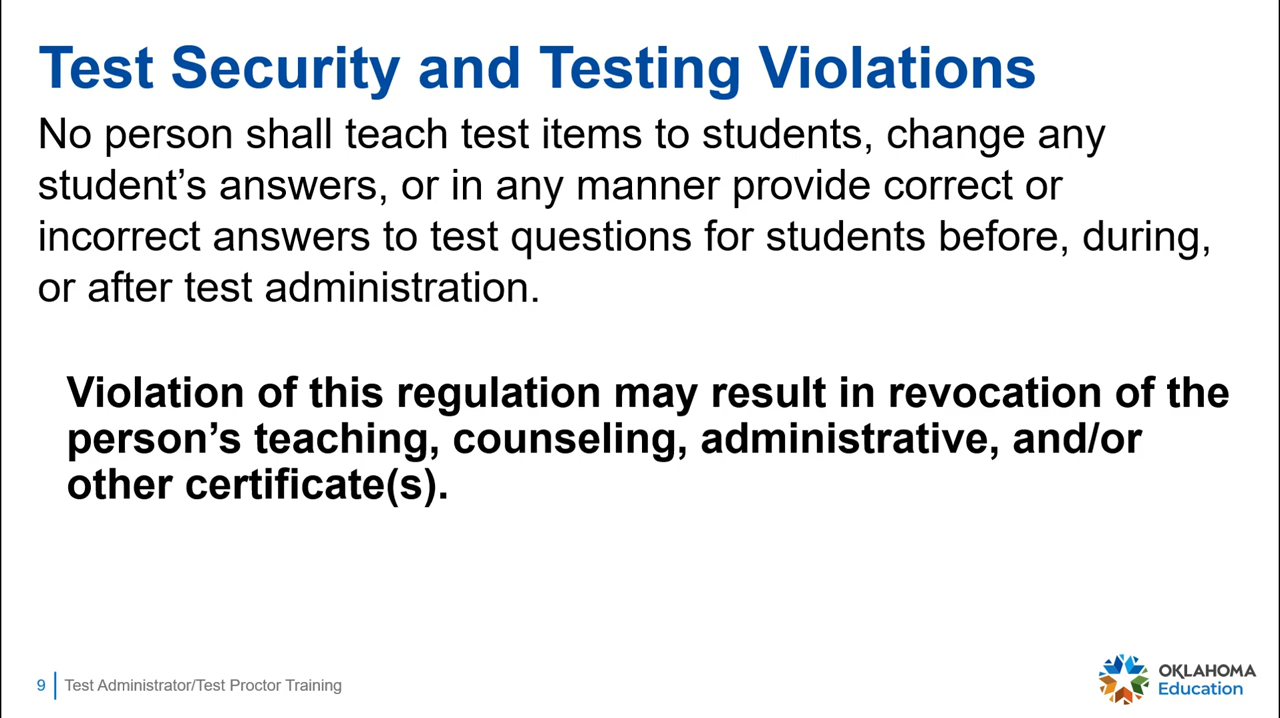 Test Security and Testing Violations
No person shall teach test items to students, change any
student’s answers, or in any manner provide correct or
incorrect answers to test questions for students before, during,
or after test administration.
Violation of this regulation may result in revocation of the
person’s teaching, counseling, administrative, and/or
other certificate(s).
9 Test Administrator/Test Proctor Training
OKLAHOMA
Education